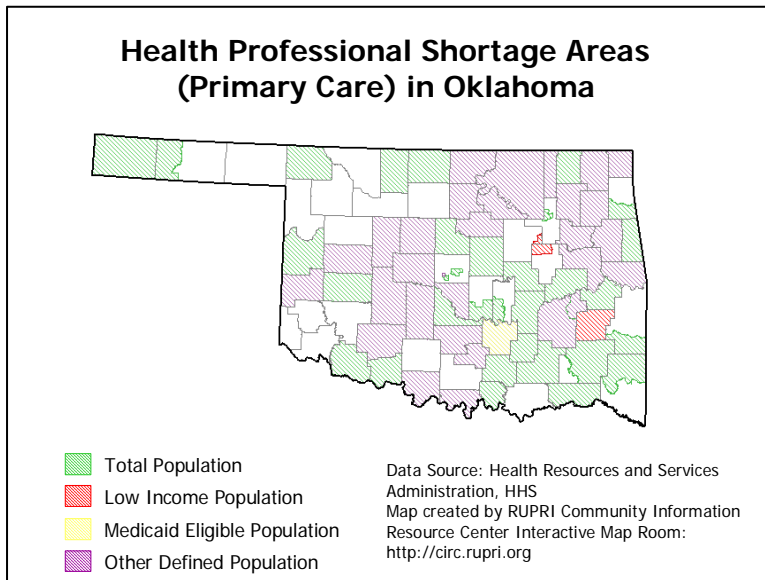 Health Professional Shortage Areas
(Primary Care) in Oklahoma
Total Population
Low Income Population
Medicaid Eligible Population
Other Defined Population
Data Source: Health Resources and Services
Administration, HHS
Map created by RUPRI Community Information
Resource Center Interactive Map Room:
http://circ.rupri.org